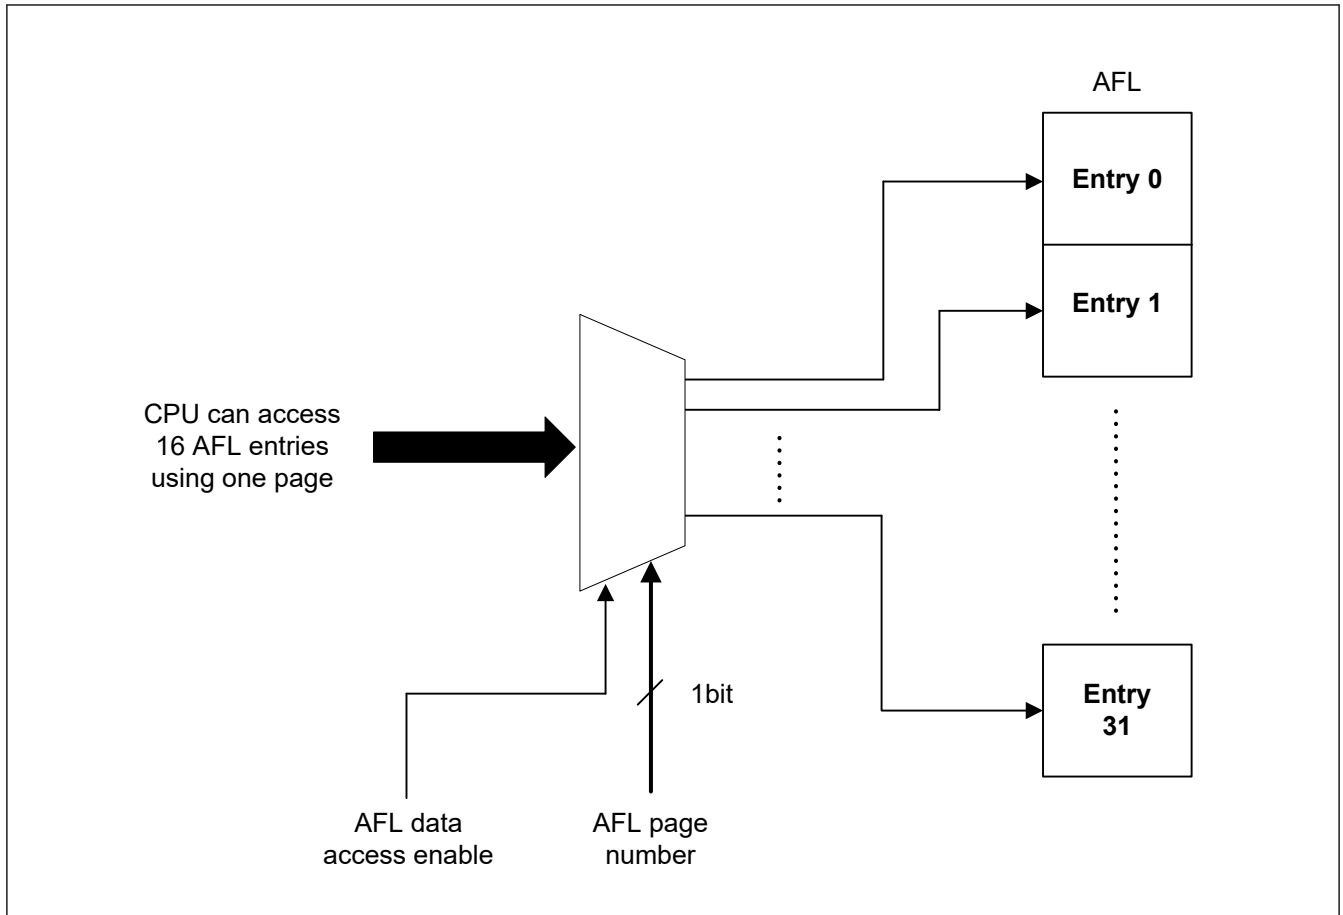 AFL
Entry 0
Entry 1
CPU can access
16 AFL entries
using one page
1bit
Entry
31
AFL data
access enable
AFL page
number